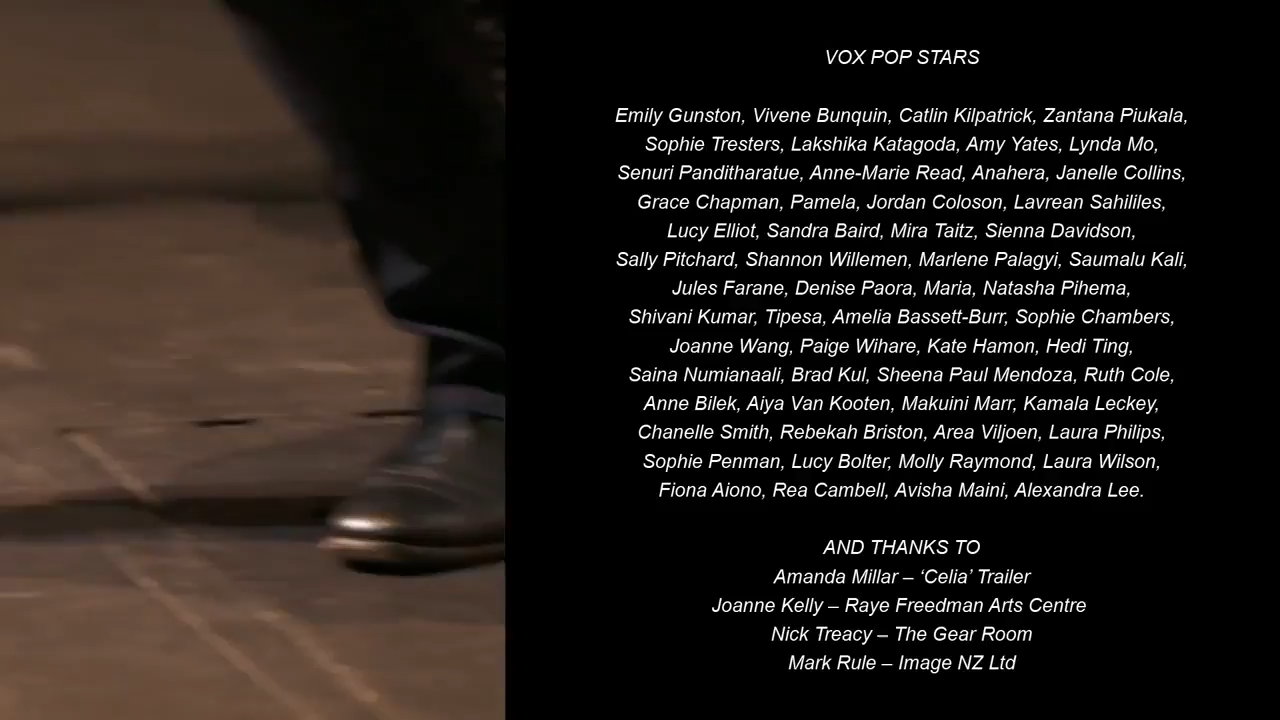 VOX POP STARS
Emily Gunston, Vivene Bunquin, Catlin Kilpatrick, Zantana Piukala,
Sophie Tresters, Lakshika Katagoda, Amy Yates, Lynda Mo,
Senuri Panditharatue, Anne-Marie Read, Anahera, Janelle Collins,
Grace Chapman, Pamela, Jordan Coloson, Lavrean Sahililes,
Lucy Elliot, Sandra Baird, Mira Taitz, Sienna Davidson,
Sally Pitchard, Shannon Willemen, Marlene Palagyi, Saumalu Kali,
Jules Farane, Denise Paora, Maria, Natasha Pihema,
Shivani Kumar, Tipesa, Amelia Bassett-Burr, Sophie Chambers,
Joanne Wang, Paige Wihare, Kate Hamon, Hedi Ting,
Saina Numianaali, Brad Kul, Sheena Paul Mendoza, Ruth Cole,
Anne Bilek, Aiya Van Kooten, Makuini Marr, Kamala Leckey,
Chanelle Smith, Rebekah Briston, Area Viljoen, Laura Philips,
Sophie Penman, Lucy Bolter, Molly Raymond, Laura Wilson,
Fiona Aiono, Rea Cambell, Avisha Maini, Alexandra Lee.
AND THANKS TO
Amanda Millar – ‘Celia’ Trailer
Joanne Kelly – Raye Freedman Arts Centre
Nick Treacy – The Gear Room
Mark Rule – Image NZ Ltd